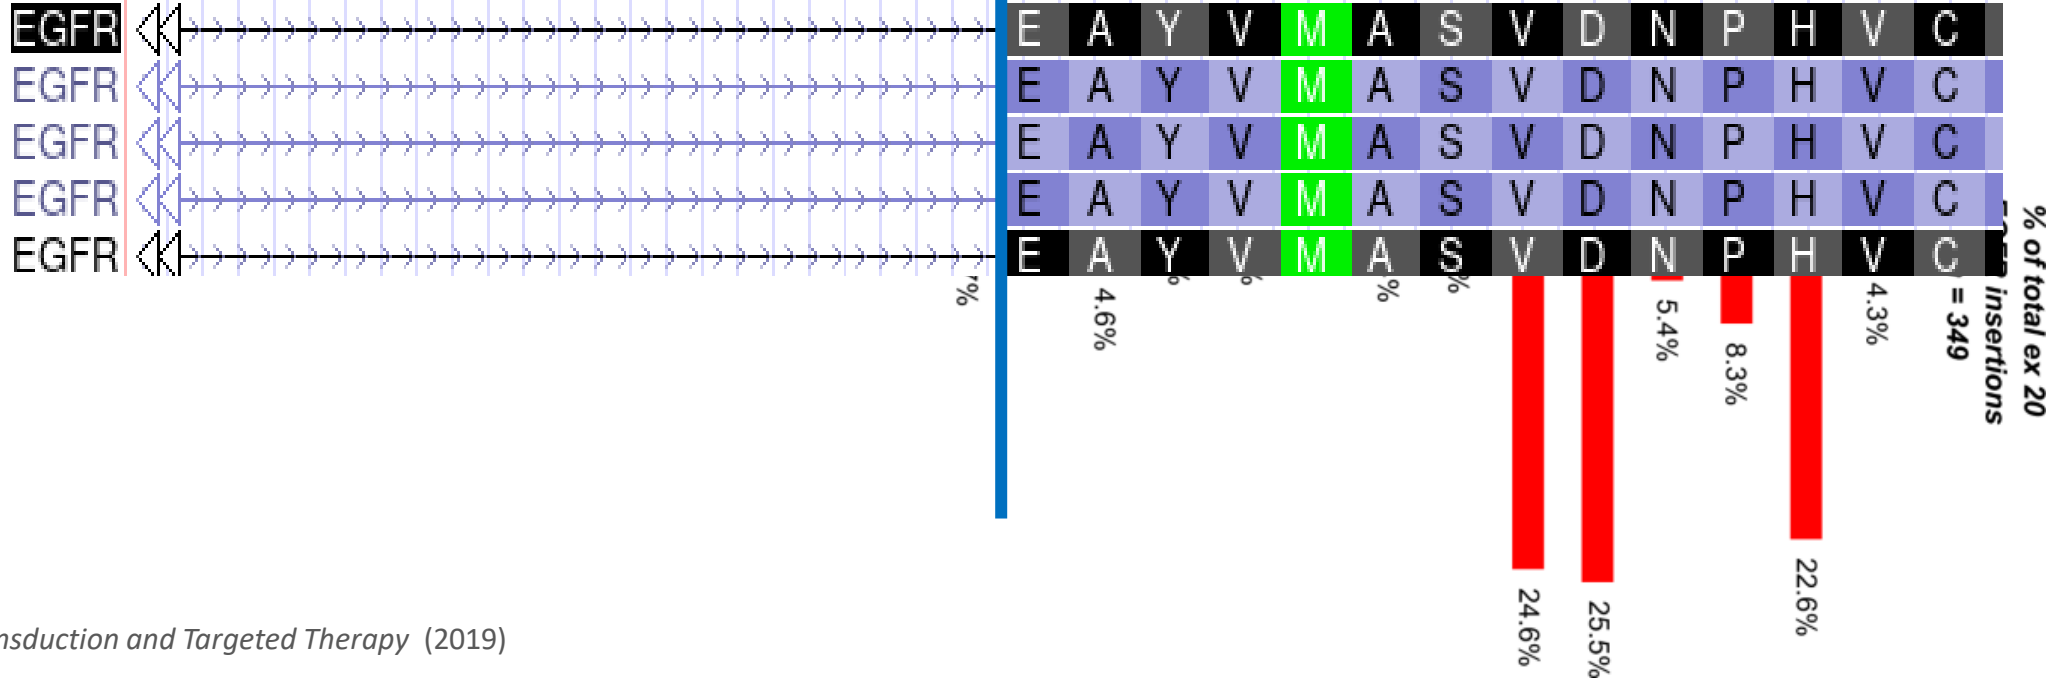 EGFR E A Y V M A S V D N P H V C
EGFR E A Y V M A S V D N P H V C
EGFR E A Y V M A S V D N P H V C
EGFR E A Y V M A S V D N P H V C
EGFR E A Y V M A S V D N P H V C
4.6%
24.6%
25.5%
5.4%
8.3%
22.6%
4.3%
% of total ex 20
insertions
= 349
and Targeted Therapy (2019)